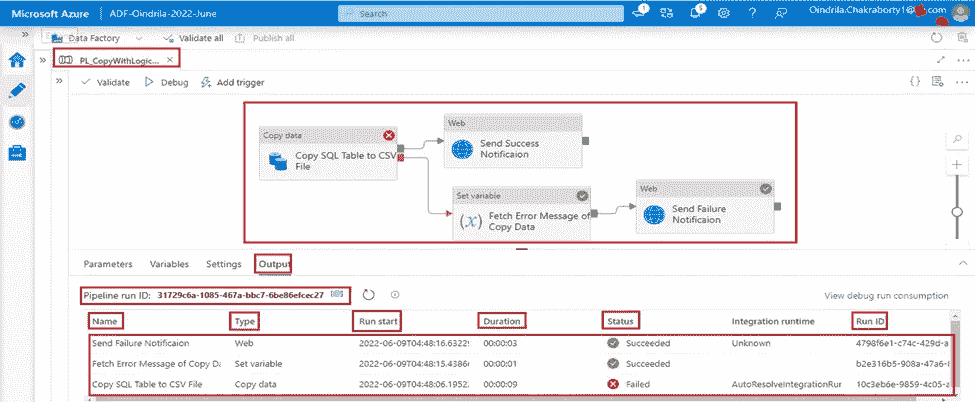 Microsoft Azure ADF-Oindrila-2022-June Search
Data Factory Validate all Publish all
PL_CopyWithLogic...
Validate Debug Add trigger
Copy data
Copy SQL Table to CSV File
Web
Send Success Notificaion
Set variable
(x) Fetch Error Message of Copy Data
Web
Send Failure Notificaion
Parameters Variables Settings Output
Pipeline run ID: 31729c6a-1085-467a-bbc7-6be86efcec27 View debug run consumption
Name Type Run start Duration Status Integration runtime Run ID
Send Failure Notificaion Web 2022-06-09T04:48:16.6322 00:00:03 Succeeded Unknown 4798f6e1-c74c-429d-a
Fetch Error Message of Copy Da Set variable 2022-06-09T04:48:15.4386 00:00:01 Succeeded b2e316b5-908a-47a6-
Copy SQL Table to CSV File Copy data 2022-06-09T04:48:06.1952 00:00:09 Failed AutoResolveIntegrationRun 10c3eb6e-9859-4c05-a